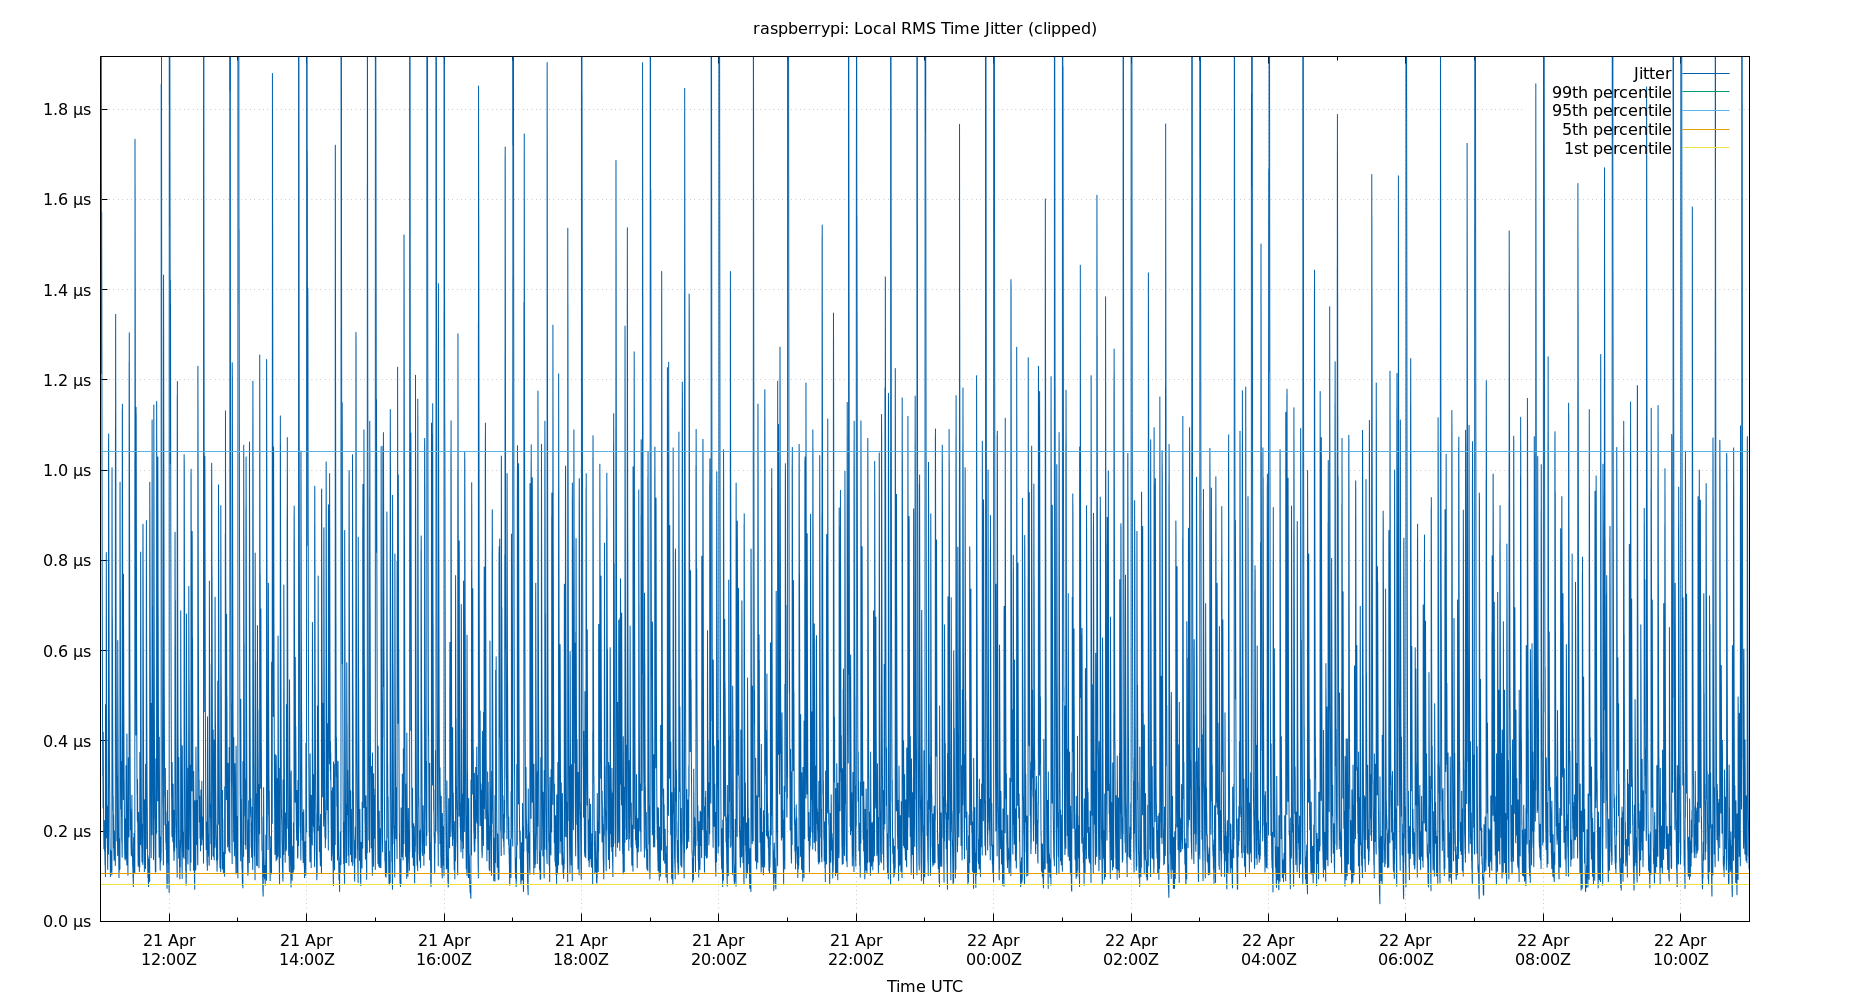 raspberrypi: Local RMS Time Jitter (clipped)
Jitter
99th percentile
95th percentile
5th percentile
1st percentile
1.8 µs
1.6 µs
1.4 µs
1.2 µs
1.0 µs
0.8 µs
0.6 µs
0.4 µs
0.2 µs
0.0 µs
21 Apr 21 Apr 21 Apr 21 Apr 21 Apr 21 Apr 22 Apr 22 Apr 22 Apr 22 Apr 22 Apr 22 Apr
12:00Z 14:00Z 16:00Z 18:00Z 20:00Z 22:00Z 00:00Z 02:00Z 04:00Z 06:00Z 08:00Z 10:00Z
Time UTC